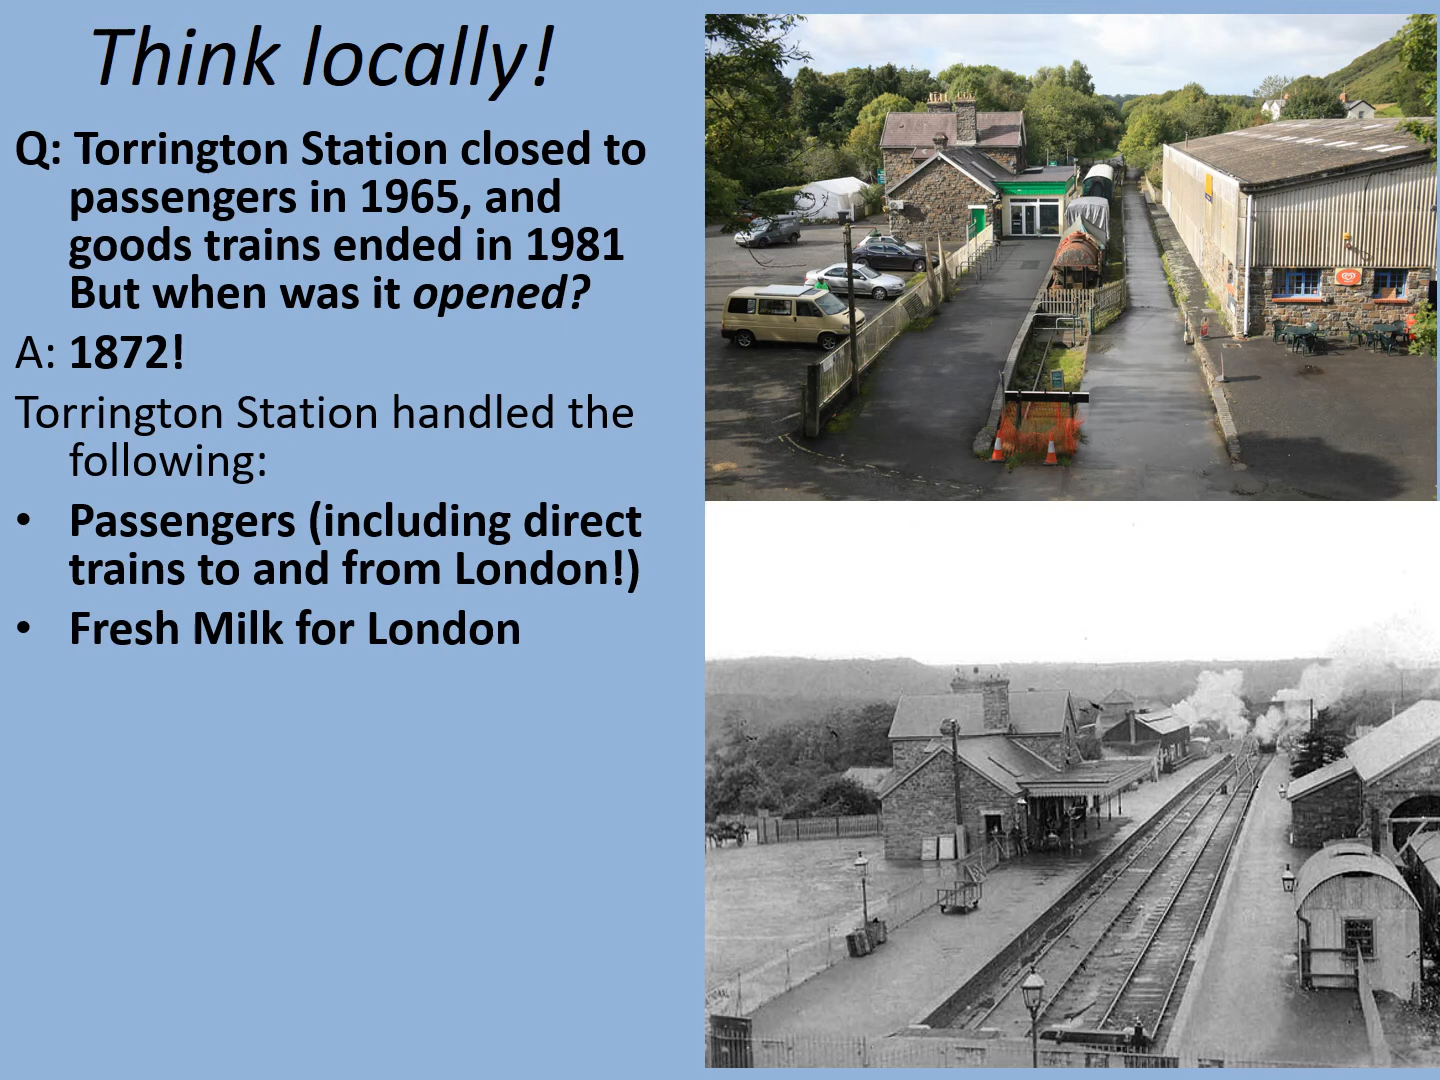 Think locally!
Q: Torrington Station closed to
passengers in 1965, and
goods trains ended in 1981
But when was it opened?
A: 1872!
Torrington Station handled the
following:
• Passengers (including direct
trains to and from London!)
• Fresh Milk for London